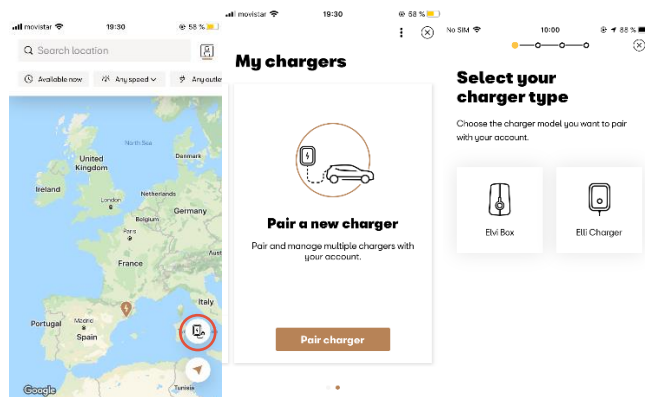 movistar
19:30
58 %
Search location
Available now
Any speed
Any outle
North Sea
United
Kingdom
Denmark
Ireland
London
Netherlands
Belgium
Germany
Paris
France
Aust
Italy
Portugal
Madrid
Spain
Tunisia
Google
movistar
19:30
58 %
My chargers
Pair a new charger
Pair and manage multiple chargers with
your account.
Pair charger
No SIM
10:00
88 %
Select your
charger type
Choose the charger model you want to pair
with your account.
Elvi Box
Elli Charger